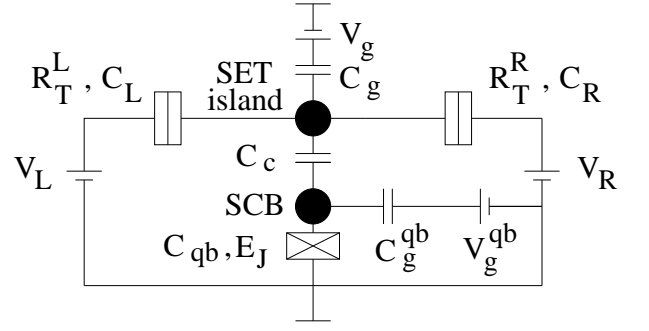 V_g
SET
island
C_g
R_T^L , C_L
R_T^R , C_R
C_c
V_L
V_R
SCB
C_qb , E_J
C_g^qb
V_g^qb